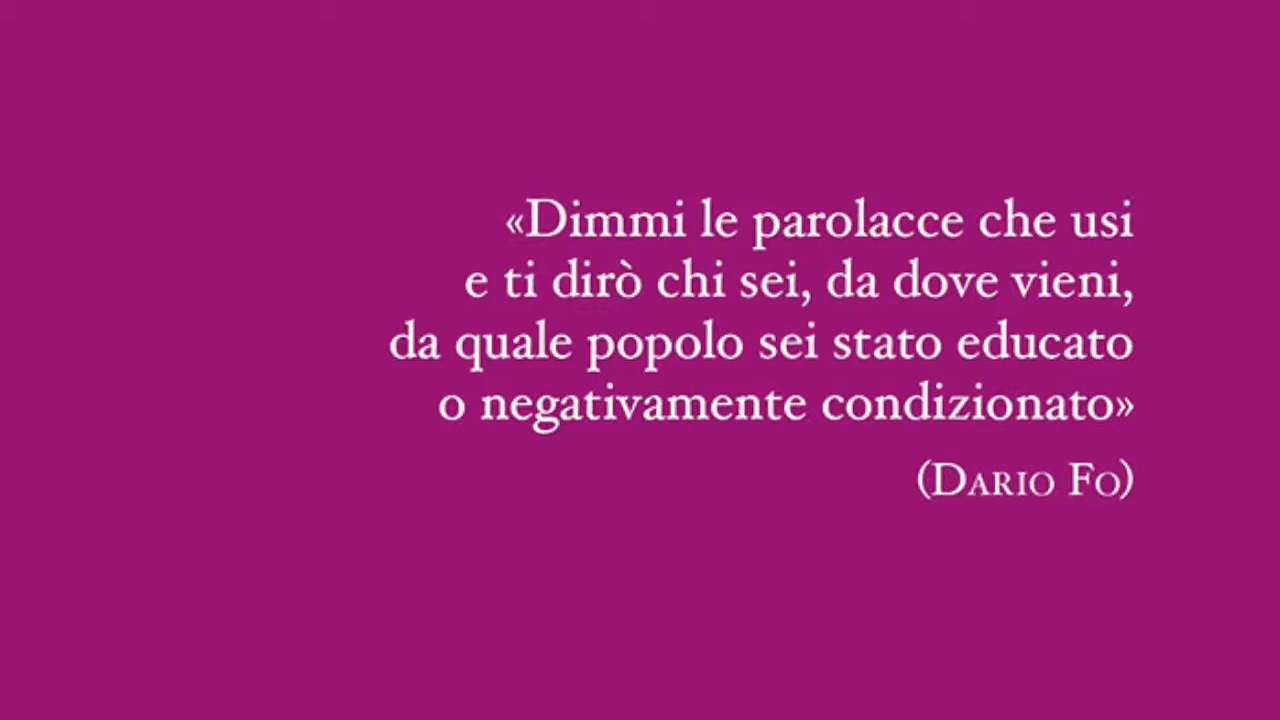 «Dimmi le parolacce che usi
e ti dirò chi sei, da dove vieni,
da quale popolo sei stato educato
o negativamente condizionato»
(Dario Fo)